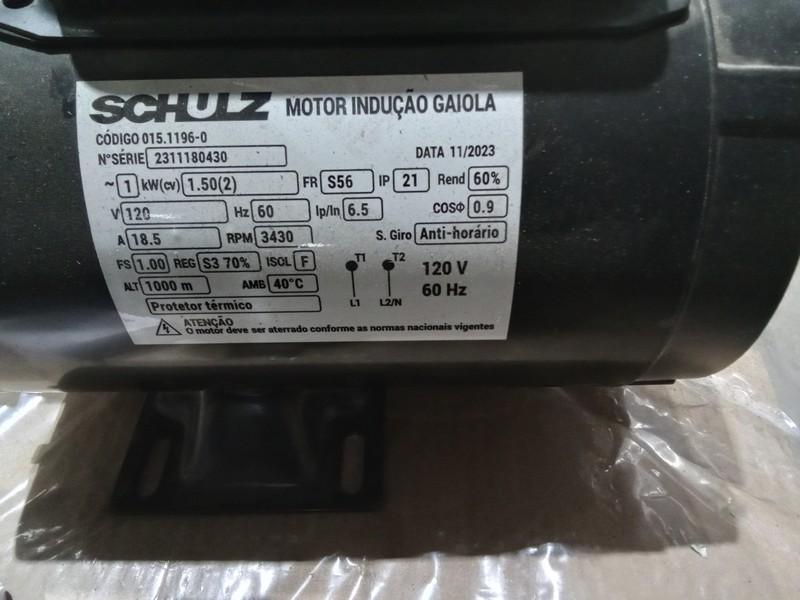 SCHULZ MOTOR INDUÇÃO GAIOLA
CÓDIGO 015.1196-0
N°SÉRIE 2311180430 DATA 11/2023
~ 1 kW(cv) 1.50(2) FR S56 IP 21 Rend 60%
V 120 Hz 60 Ip/In 6.5 COSΦ 0.9
A 18.5 RPM 3430 S. Giro Anti-horário
FS 1.00 REG S3 70% ISOL F T1 T2 120 V
ALT 1000 m AMB 40°C L1 L2/N 60 Hz
Protetor térmico
ATENÇÃO
O motor deve ser aterrado conforme as normas nacionais vigentes